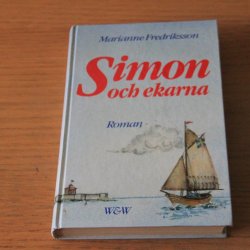 Marianne Fredriksson
Simon
och ekarna
Roman
W&W